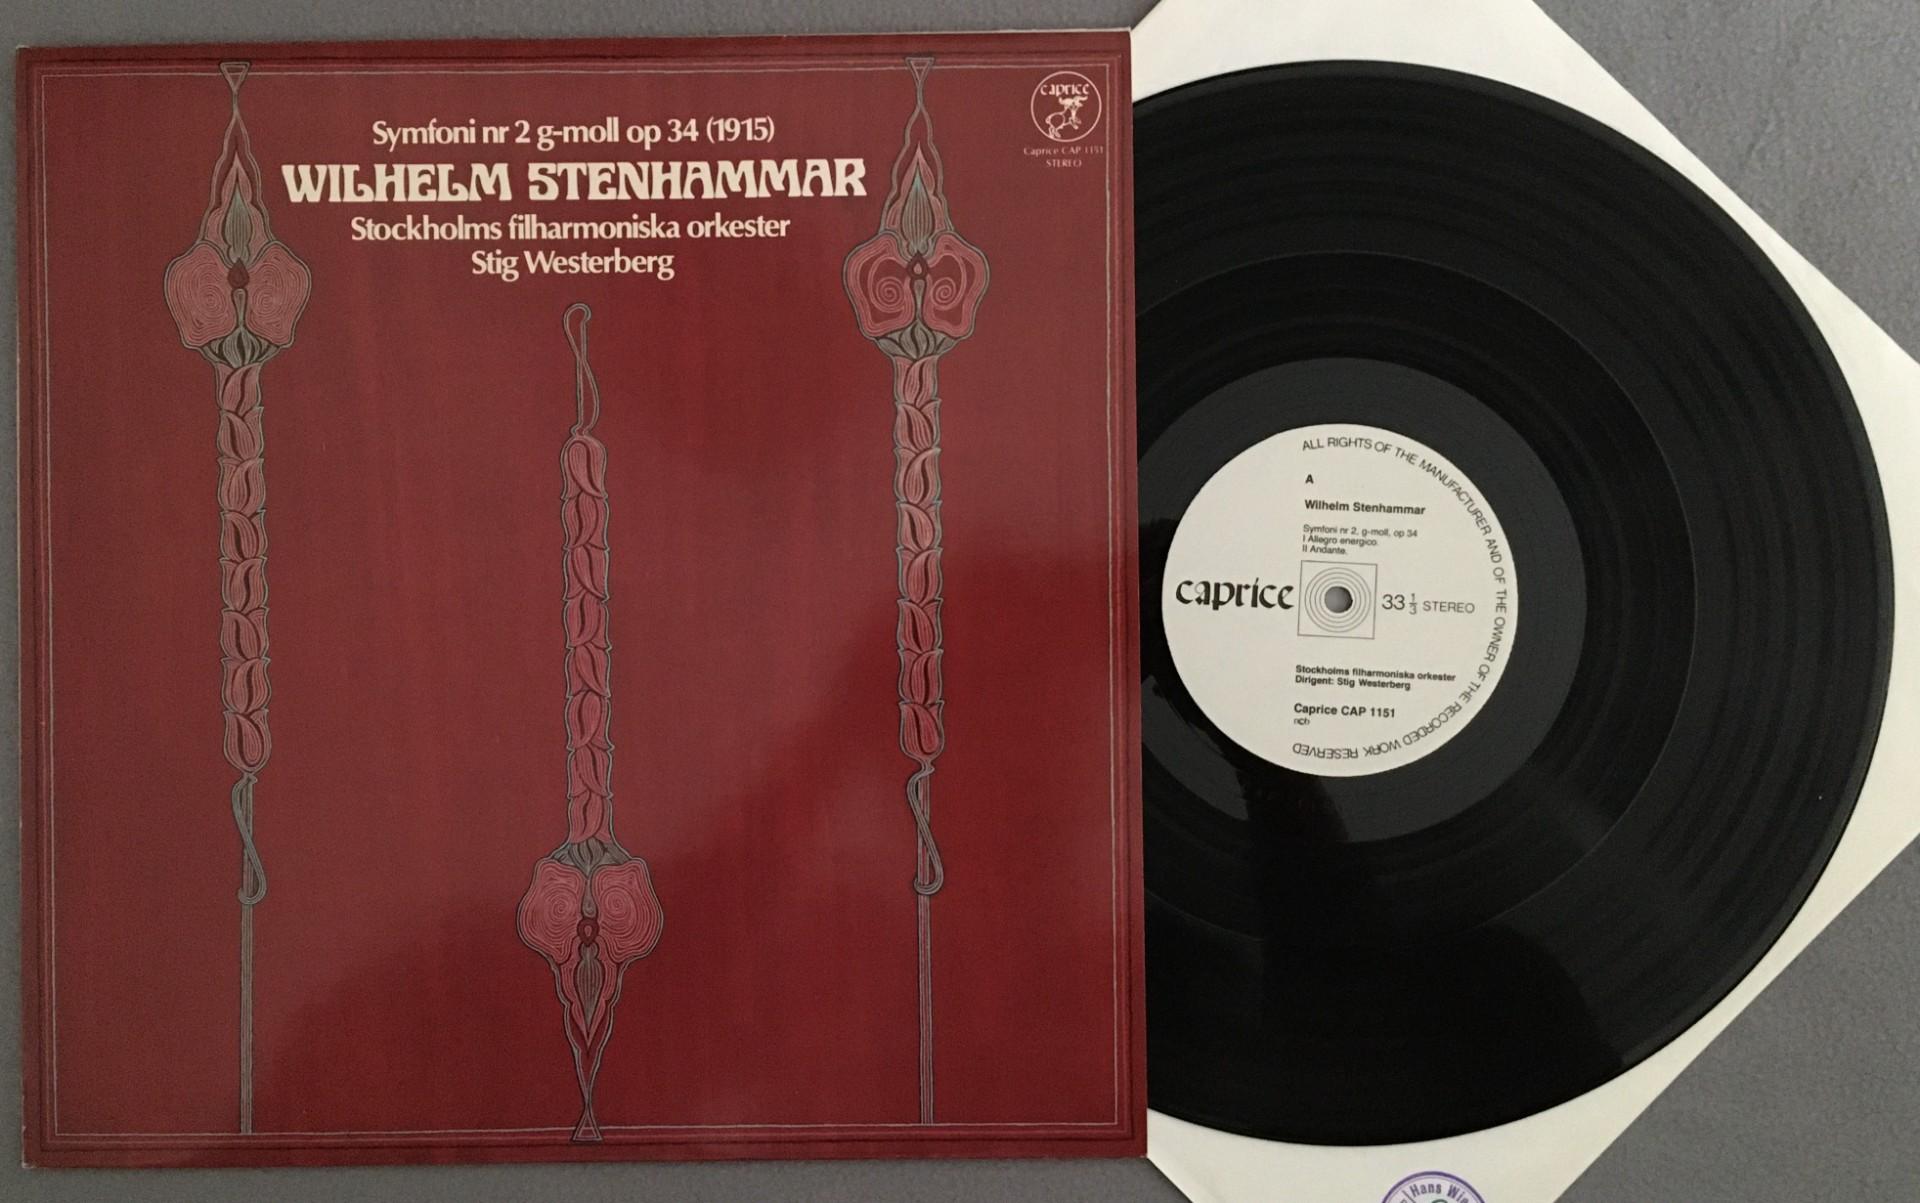 Symfoni nr 2 g-moll op 34 (1915)
WILHELM STENHAMMAR
Stockholms filharmoniska orkester
Stig Westerberg
caprice
Caprice CAP 1151
STEREO
ALL RIGHTS OF THE MANUFACTURER AND OF THE OWNER OF THE RECORDED WORK RESERVED
A
Wilhelm Stenhammar
Symfoni nr 2, g-moll, op 34
I Allegro energico.
II Andante.
caprice
33 1/3 STEREO
Stockholms filharmoniska orkester
Dirigent: Stig Westerberg
Caprice CAP 1151
ncb
Hans